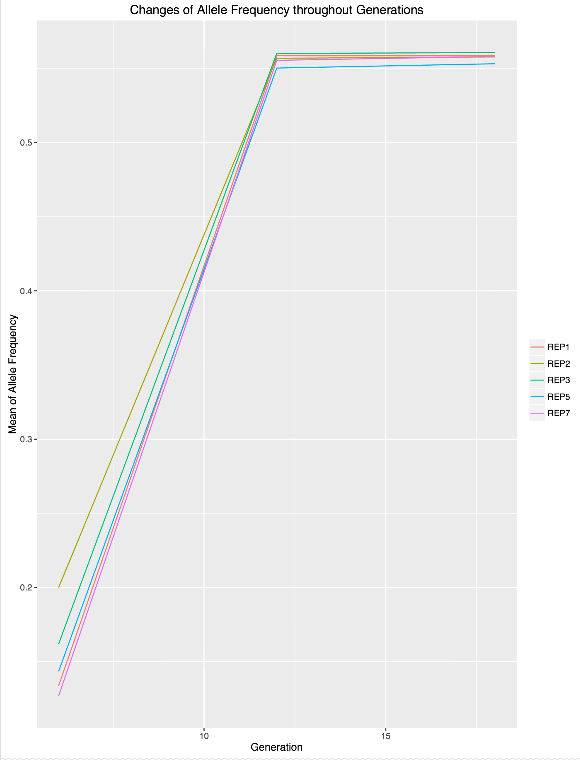 Changes of Allele Frequency throughout Generations
Mean of Allele Frequency
0.5
0.4
0.3
0.2
10
15
Generation
REP1
REP2
REP3
REP5
REP7